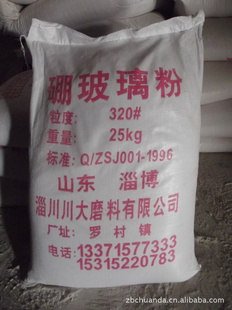 硼玻璃粉
粒度: 320#
重量: 25kg
标准: Q/ZSJ001-1996
山东 淄博
淄川川大磨料有限公司
厂址: 罗村镇
电话: 13371577333
15315220783
zbchuanda.cn.alibaba.com